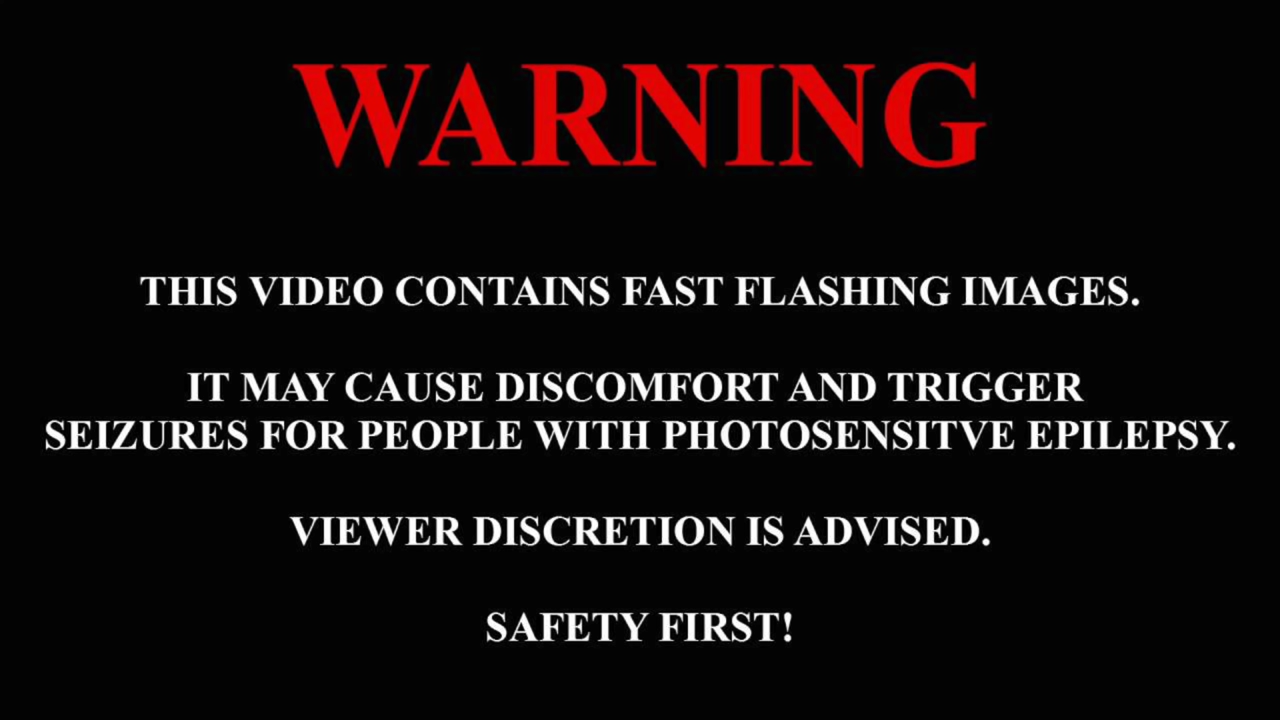 WARNING
THIS VIDEO CONTAINS FAST FLASHING IMAGES.
IT MAY CAUSE DISCOMFORT AND TRIGGER
SEIZURES FOR PEOPLE WITH PHOTOSENSITVE EPILEPSY.
VIEWER DISCRETION IS ADVISED.
SAFETY FIRST!